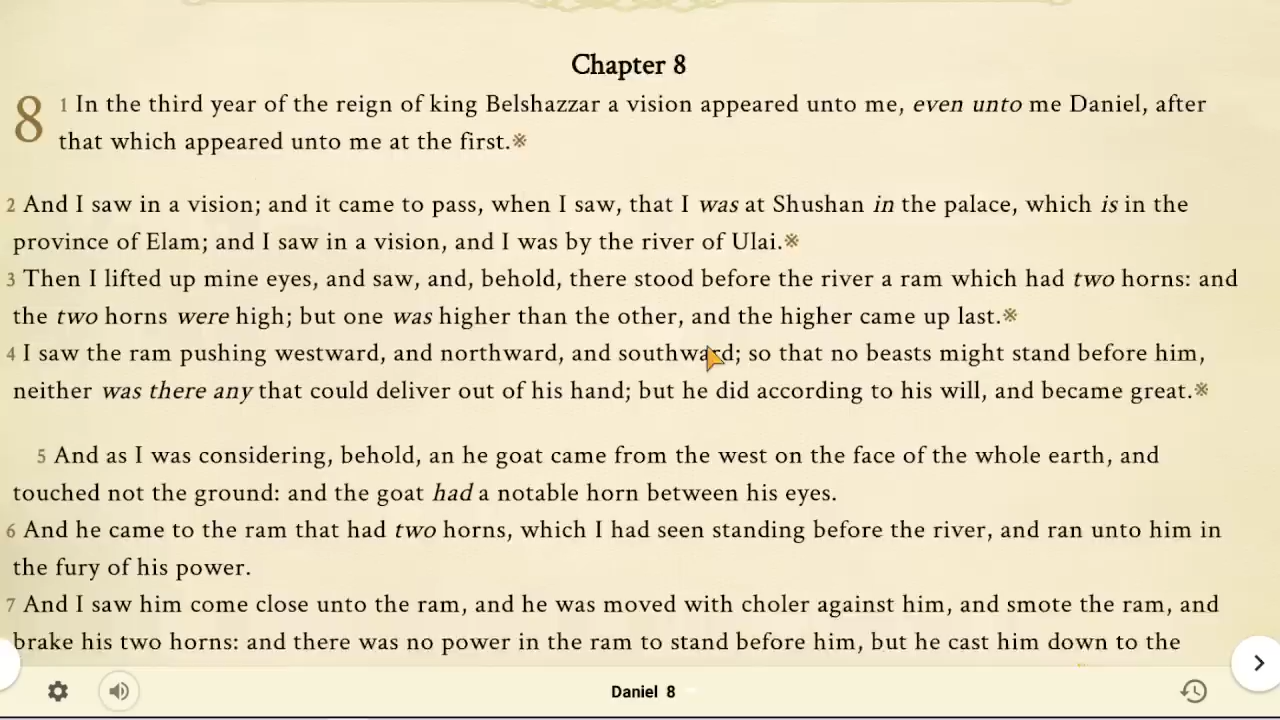 Chapter 8
8 1 In the third year of the reign of king Belshazzar a vision appeared unto me, even unto me Daniel, after
that which appeared unto me at the first.※
2 And I saw in a vision; and it came to pass, when I saw, that I was at Shushan in the palace, which is in the
province of Elam; and I saw in a vision, and I was by the river of Ulai.※
3 Then I lifted up mine eyes, and saw, and, behold, there stood before the river a ram which had two horns: and
the two horns were high; but one was higher than the other, and the higher came up last.※
4 I saw the ram pushing westward, and northward, and southward; so that no beasts might stand before him,
neither was there any that could deliver out of his hand; but he did according to his will, and became great.※
5 And as I was considering, behold, an he goat came from the west on the face of the whole earth, and
touched not the ground: and the goat had a notable horn between his eyes.
6 And he came to the ram that had two horns, which I had seen standing before the river, and ran unto him in
the fury of his power.
7 And I saw him come close unto the ram, and he was moved with choler against him, and smote the ram, and
brake his two horns: and there was no power in the ram to stand before him, but he cast him down to the
Daniel 8